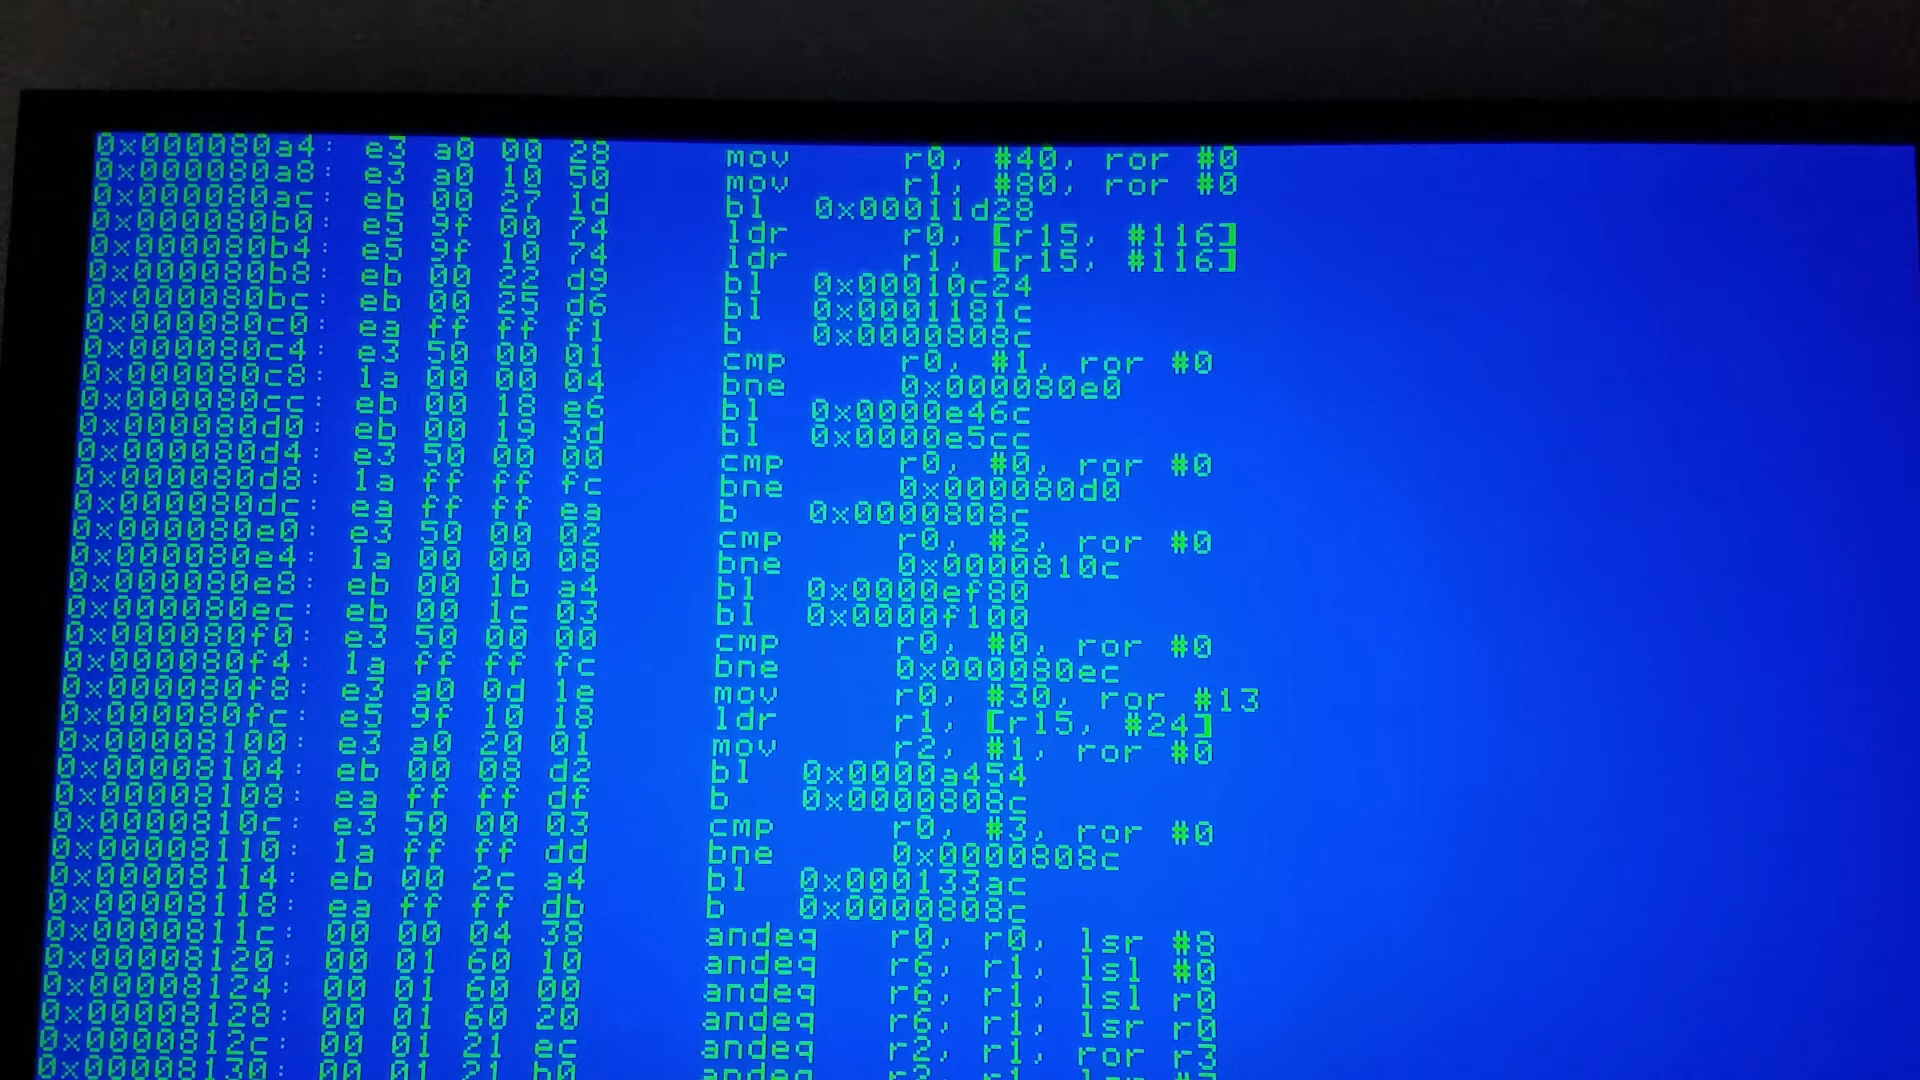 0x000080a4: e3 a0 00 28 mov r0, #40, ror #0
0x000080a8: e3 a0 10 50 mov r1, #80, ror #0
0x000080ac: eb 00 27 1d bl 0x00011d28
0x000080b0: e5 9f 00 74 ldr r0, [r15, #116]
0x000080b4: e5 9f 10 74 ldr r1, [r15, #116]
0x000080b8: eb 00 22 d9 bl 0x00010c24
0x000080bc: eb 00 25 d6 bl 0x0001181c
0x000080c0: ea ff ff f1 b 0x0000808c
0x000080c4: e3 50 00 01 cmp r0, #1, ror #0
0x000080c8: 1a 00 00 04 bne 0x000080e0
0x000080cc: eb 00 18 e6 bl 0x0000e46c
0x000080d0: eb 00 19 3d bl 0x0000e5cc
0x000080d4: e3 50 00 00 cmp r0, #0, ror #0
0x000080d8: 1a ff ff fc bne 0x000080d0
0x000080dc: ea ff ff ea b 0x0000808c
0x000080e0: e3 50 00 02 cmp r0, #2, ror #0
0x000080e4: 1a 00 00 08 bne 0x0000810c
0x000080e8: eb 00 1b a4 bl 0x0000ef80
0x000080ec: eb 00 1c 03 bl 0x0000f100
0x000080f0: e3 50 00 00 cmp r0, #0, ror #0
0x000080f4: 1a ff ff fc bne 0x000080ec
0x000080f8: e3 a0 0d 1e mov r0, #30, ror #13
0x000080fc: e5 9f 10 18 ldr r1, [r15, #24]
0x00008100: e3 a0 20 01 mov r2, #1, ror #0
0x00008104: eb 00 08 d2 bl 0x0000a454
0x00008108: ea ff ff df b 0x0000808c
0x0000810c: e3 50 00 03 cmp r0, #3, ror #0
0x00008110: 1a ff ff dd bne 0x0000808c
0x00008114: eb 00 2c a4 bl 0x000133ac
0x00008118: ea ff ff db b 0x0000808c
0x0000811c: 00 00 04 38 andeq r0, r0, lsr #8
0x00008120: 00 01 60 10 andeq r6, r1, lsl #0
0x00008124: 00 01 60 00 andeq r6, r1, lsl r0
0x00008128: 00 01 60 20 andeq r6, r1, lsr r0
0x0000812c: 00 01 21 ec andeq r2, r1, ror r3
0x00008130: 00 01 21 b0 andeq r2, r1,